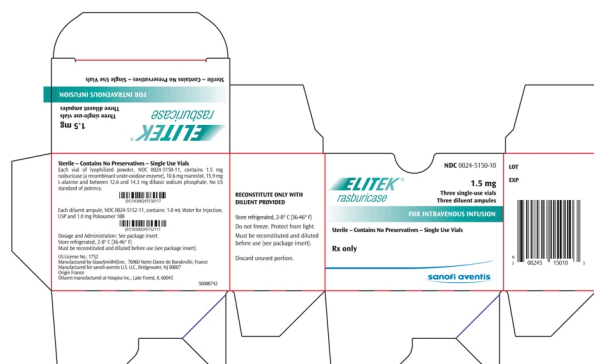 Sterile – Contains No Preservatives – Single Use Vials
FOR INTRAVENOUS INFUSION
Three diluent ampules
Three single-use vials
1.5 mg
rasburicase
ELITEK®
Sterile – Contains No Preservatives – Single Use Vials
Each vial of lyophilized powder, NDC 0024-5150-11, contains 1.5 mg
rasburicase (a recombinant urate-oxidase enzyme), 10.6 mg mannitol, 15.9 mg
L-alanine and between 12.6 and 14.3 mg dibasic sodium phosphate. No US
standard of potency.
(01)10300245150117
Each diluent ampule, NDC 0024-5152-11, contains: 1.0 mL Water for Injection,
USP and 1.0 mg Poloxamer 188
Dosage and Administration: See package insert.
Store refrigerated, 2-8° C (36-46° F)
Must be reconstituted and diluted before use (see package insert).
US License No.: 1752
Manufactured by GlaxoSmithKline, 76960 Notre-Dame de Bondeville, France
Manufactured for sanofi-aventis U.S. LLC, Bridgewater, NJ 08807
Origin France
Diluent manufactured at Hospira Inc., Lake Forest, IL 60045
50088742
RECONSTITUTE ONLY WITH
DILUENT PROVIDED
Store refrigerated, 2-8° C (36-46° F)
Do not freeze. Protect from light.
Must be reconstituted and diluted
before use (see package insert).
Discard unused portion.
NDC 0024-5150-10
ELITEK®
rasburicase
1.5 mg
Three single-use vials
Three diluent ampules
FOR INTRAVENOUS INFUSION
Sterile – Contains No Preservatives – Single Use Vials
Rx only
sanofi aventis
LOT
EXP
00245 15010